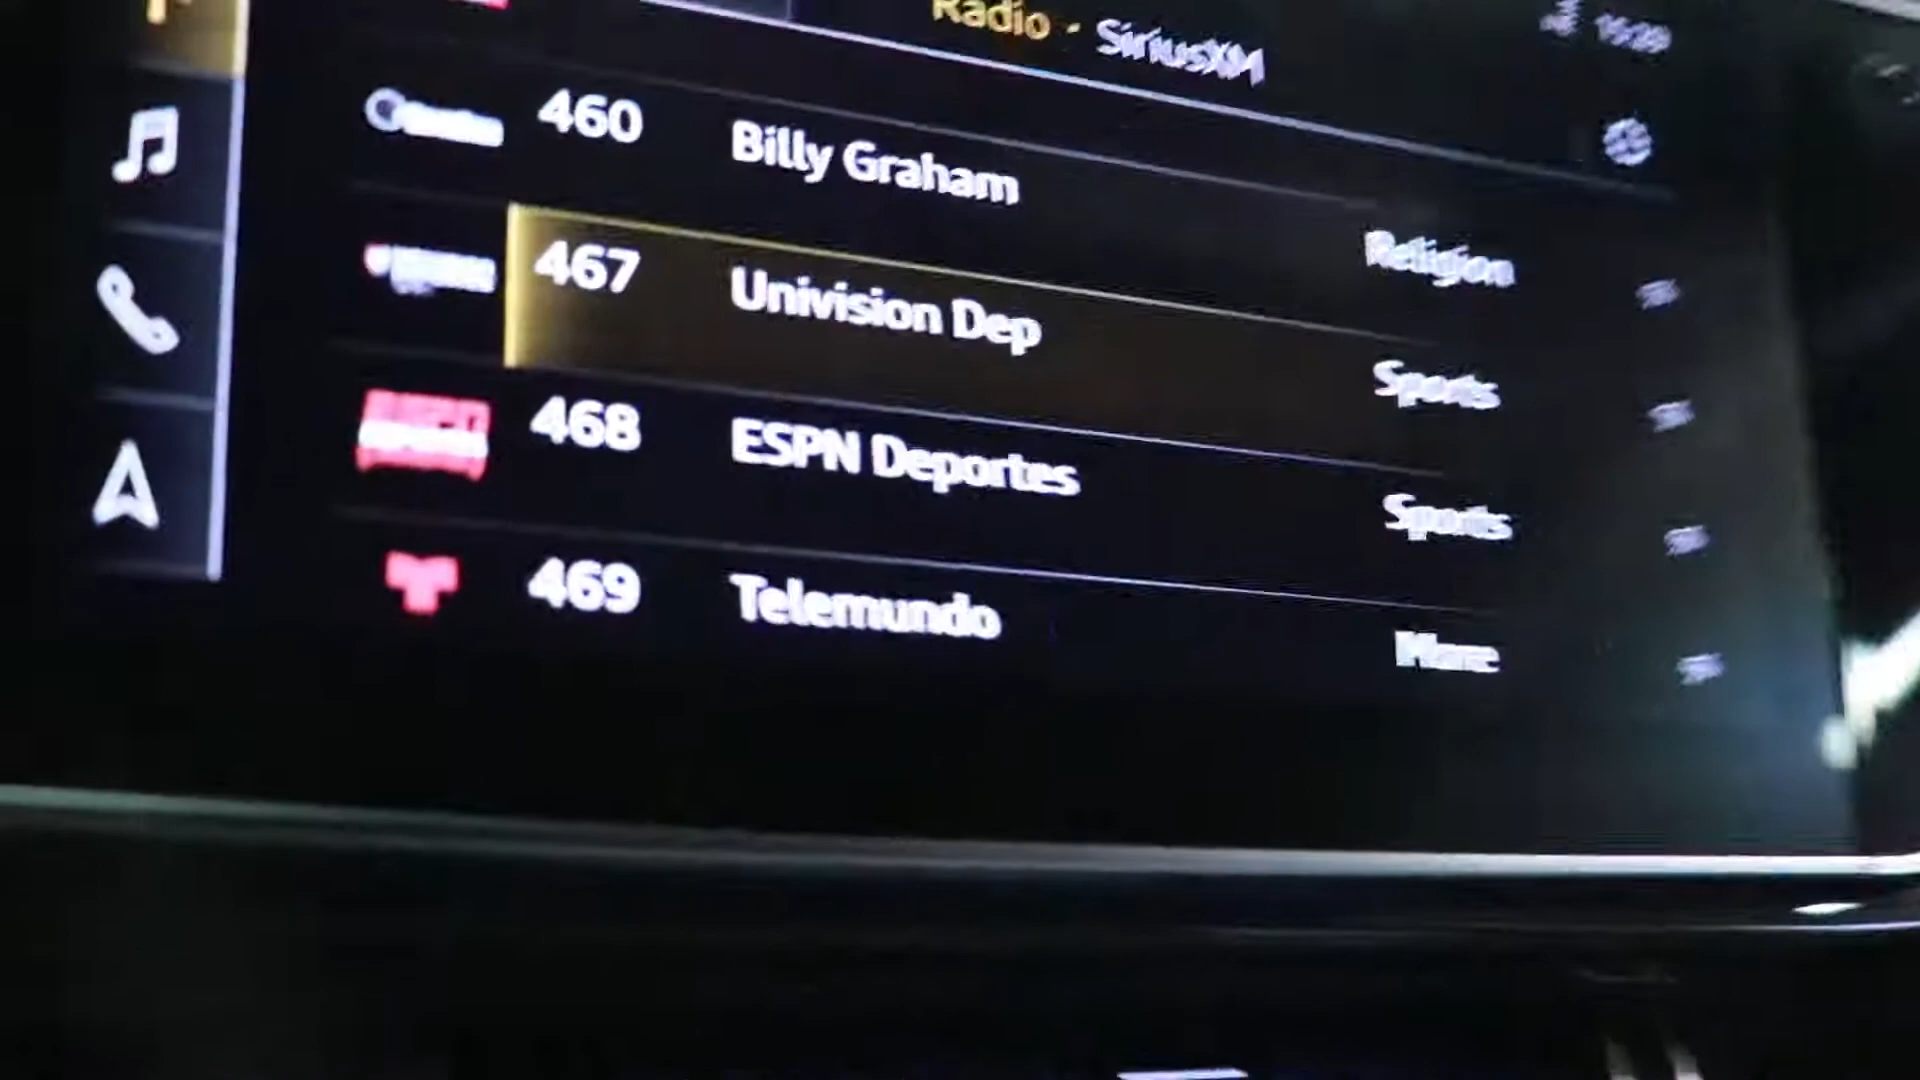 Radio · SiriusXM
460 Billy Graham Religion
467 Univision Dep Sports
468 ESPN Deportes Sports
469 Telemundo More